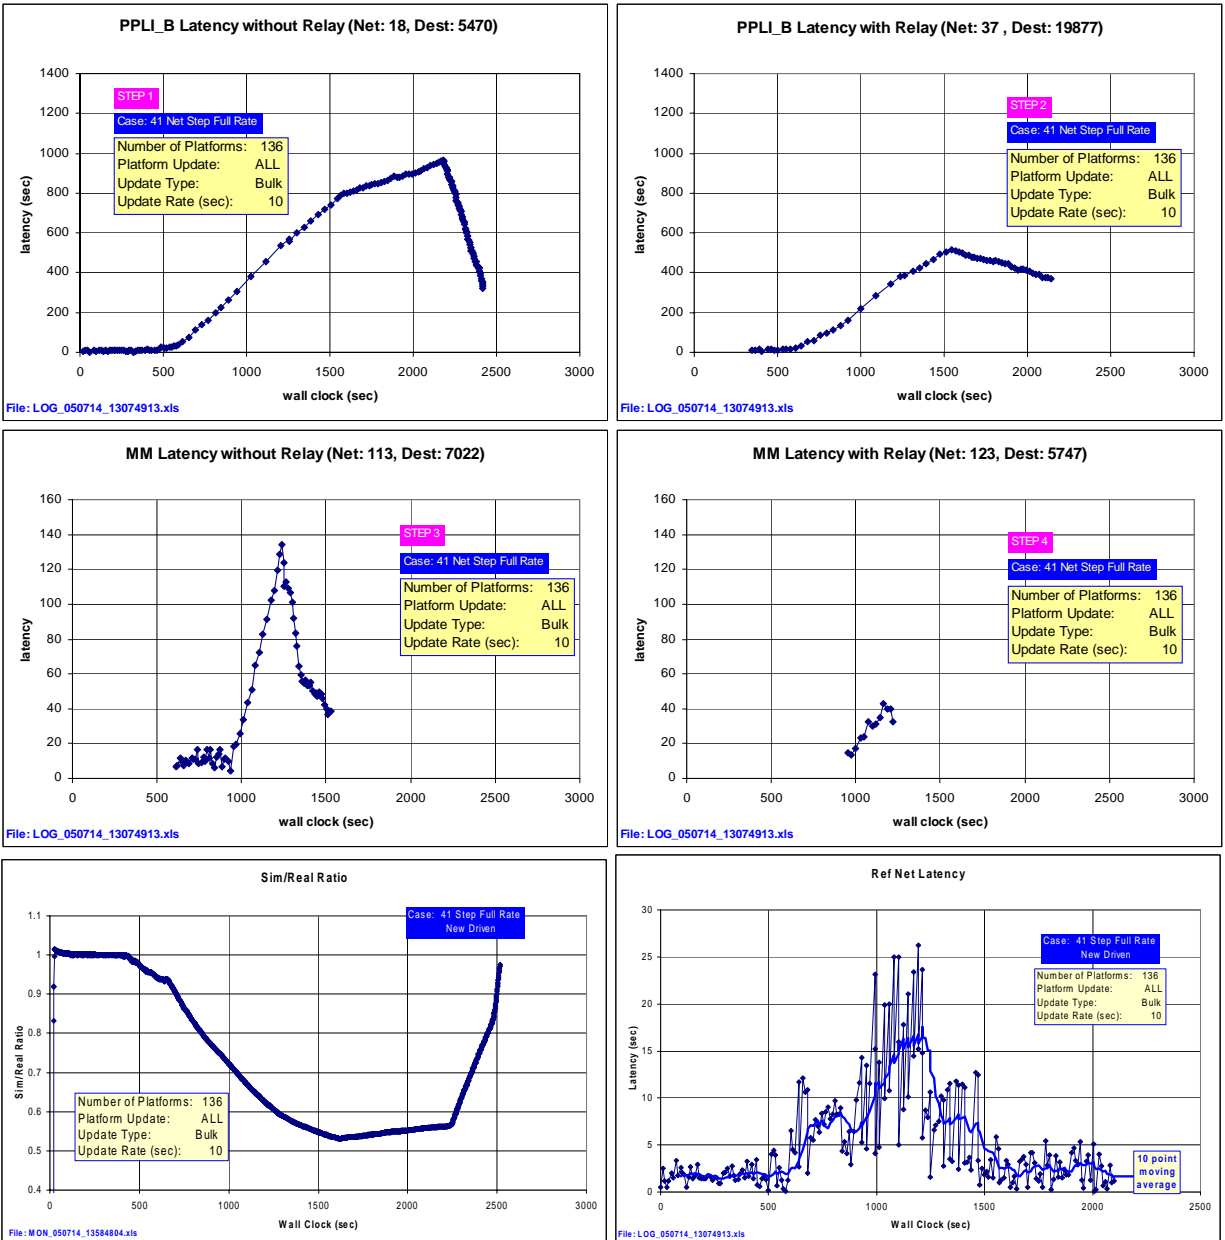 PPLI_B Latency without Relay (Net: 18, Dest: 5470)
1400
1200
1000
800
600
400
200
0
latency (sec)
STEP 1
Case: 41 Net Step Full Rate
Number of Platforms: 136
Platform Update: ALL
Update Type: Bulk
Update Rate (sec): 10
0 500 1000 1500 2000 2500 3000
wall clock (sec)
File: LOG_050714_13074913.xls
PPLI_B Latency with Relay (Net: 37 , Dest: 19877)
1400
1200
1000
800
600
400
200
0
latency (sec)
STEP 2
Case: 41 Net Step Full Rate
Number of Platforms: 136
Platform Update: ALL
Update Type: Bulk
Update Rate (sec): 10
0 500 1000 1500 2000 2500 3000
wall clock (sec)
File: LOG_050714_13074913.xls
MM Latency without Relay (Net: 113, Dest: 7022)
160
140
120
100
80
60
40
20
0
latency
STEP 3
Case: 41 Net Step Full Rate
Number of Platforms: 136
Platform Update: ALL
Update Type: Bulk
Update Rate (sec): 10
0 500 1000 1500 2000 2500 3000
wall clock (sec)
File: LOG_050714_13074913.xls
MM Latency with Relay (Net: 123, Dest: 5747)
160
140
120
100
80
60
40
20
0
latency
STEP 4
Case: 41 Net Step Full Rate
Number of Platforms: 136
Platform Update: ALL
Update Type: Bulk
Update Rate (sec): 10
0 500 1000 1500 2000 2500 3000
wall clock (sec)
File: LOG_050714_13074913.xls
Sim/Real Ratio
1.1
1
0.9
0.8
0.7
0.6
0.5
0.4
Sim/Real Ratio
Case: 41 Step Full Rate
New Driven
Number of Platforms: 136
Platform Update: ALL
Update Type: Bulk
Update Rate (sec): 10
0 500 1000 1500 2000 2500 3000
Wall Clock (sec)
File: MON_050714_13584804.xls
Ref Net Latency
30
25
20
15
10
5
0
Latency (sec)
Case: 41 Step Full Rate
New Driven
Number of Platforms: 136
Platform Update: ALL
Update Type: Bulk
Update Rate (sec): 10
10 point
moving
average
0 500 1000 1500 2000 2500
Wall Clock (sec)
File: LOG_050714_13074913.xls